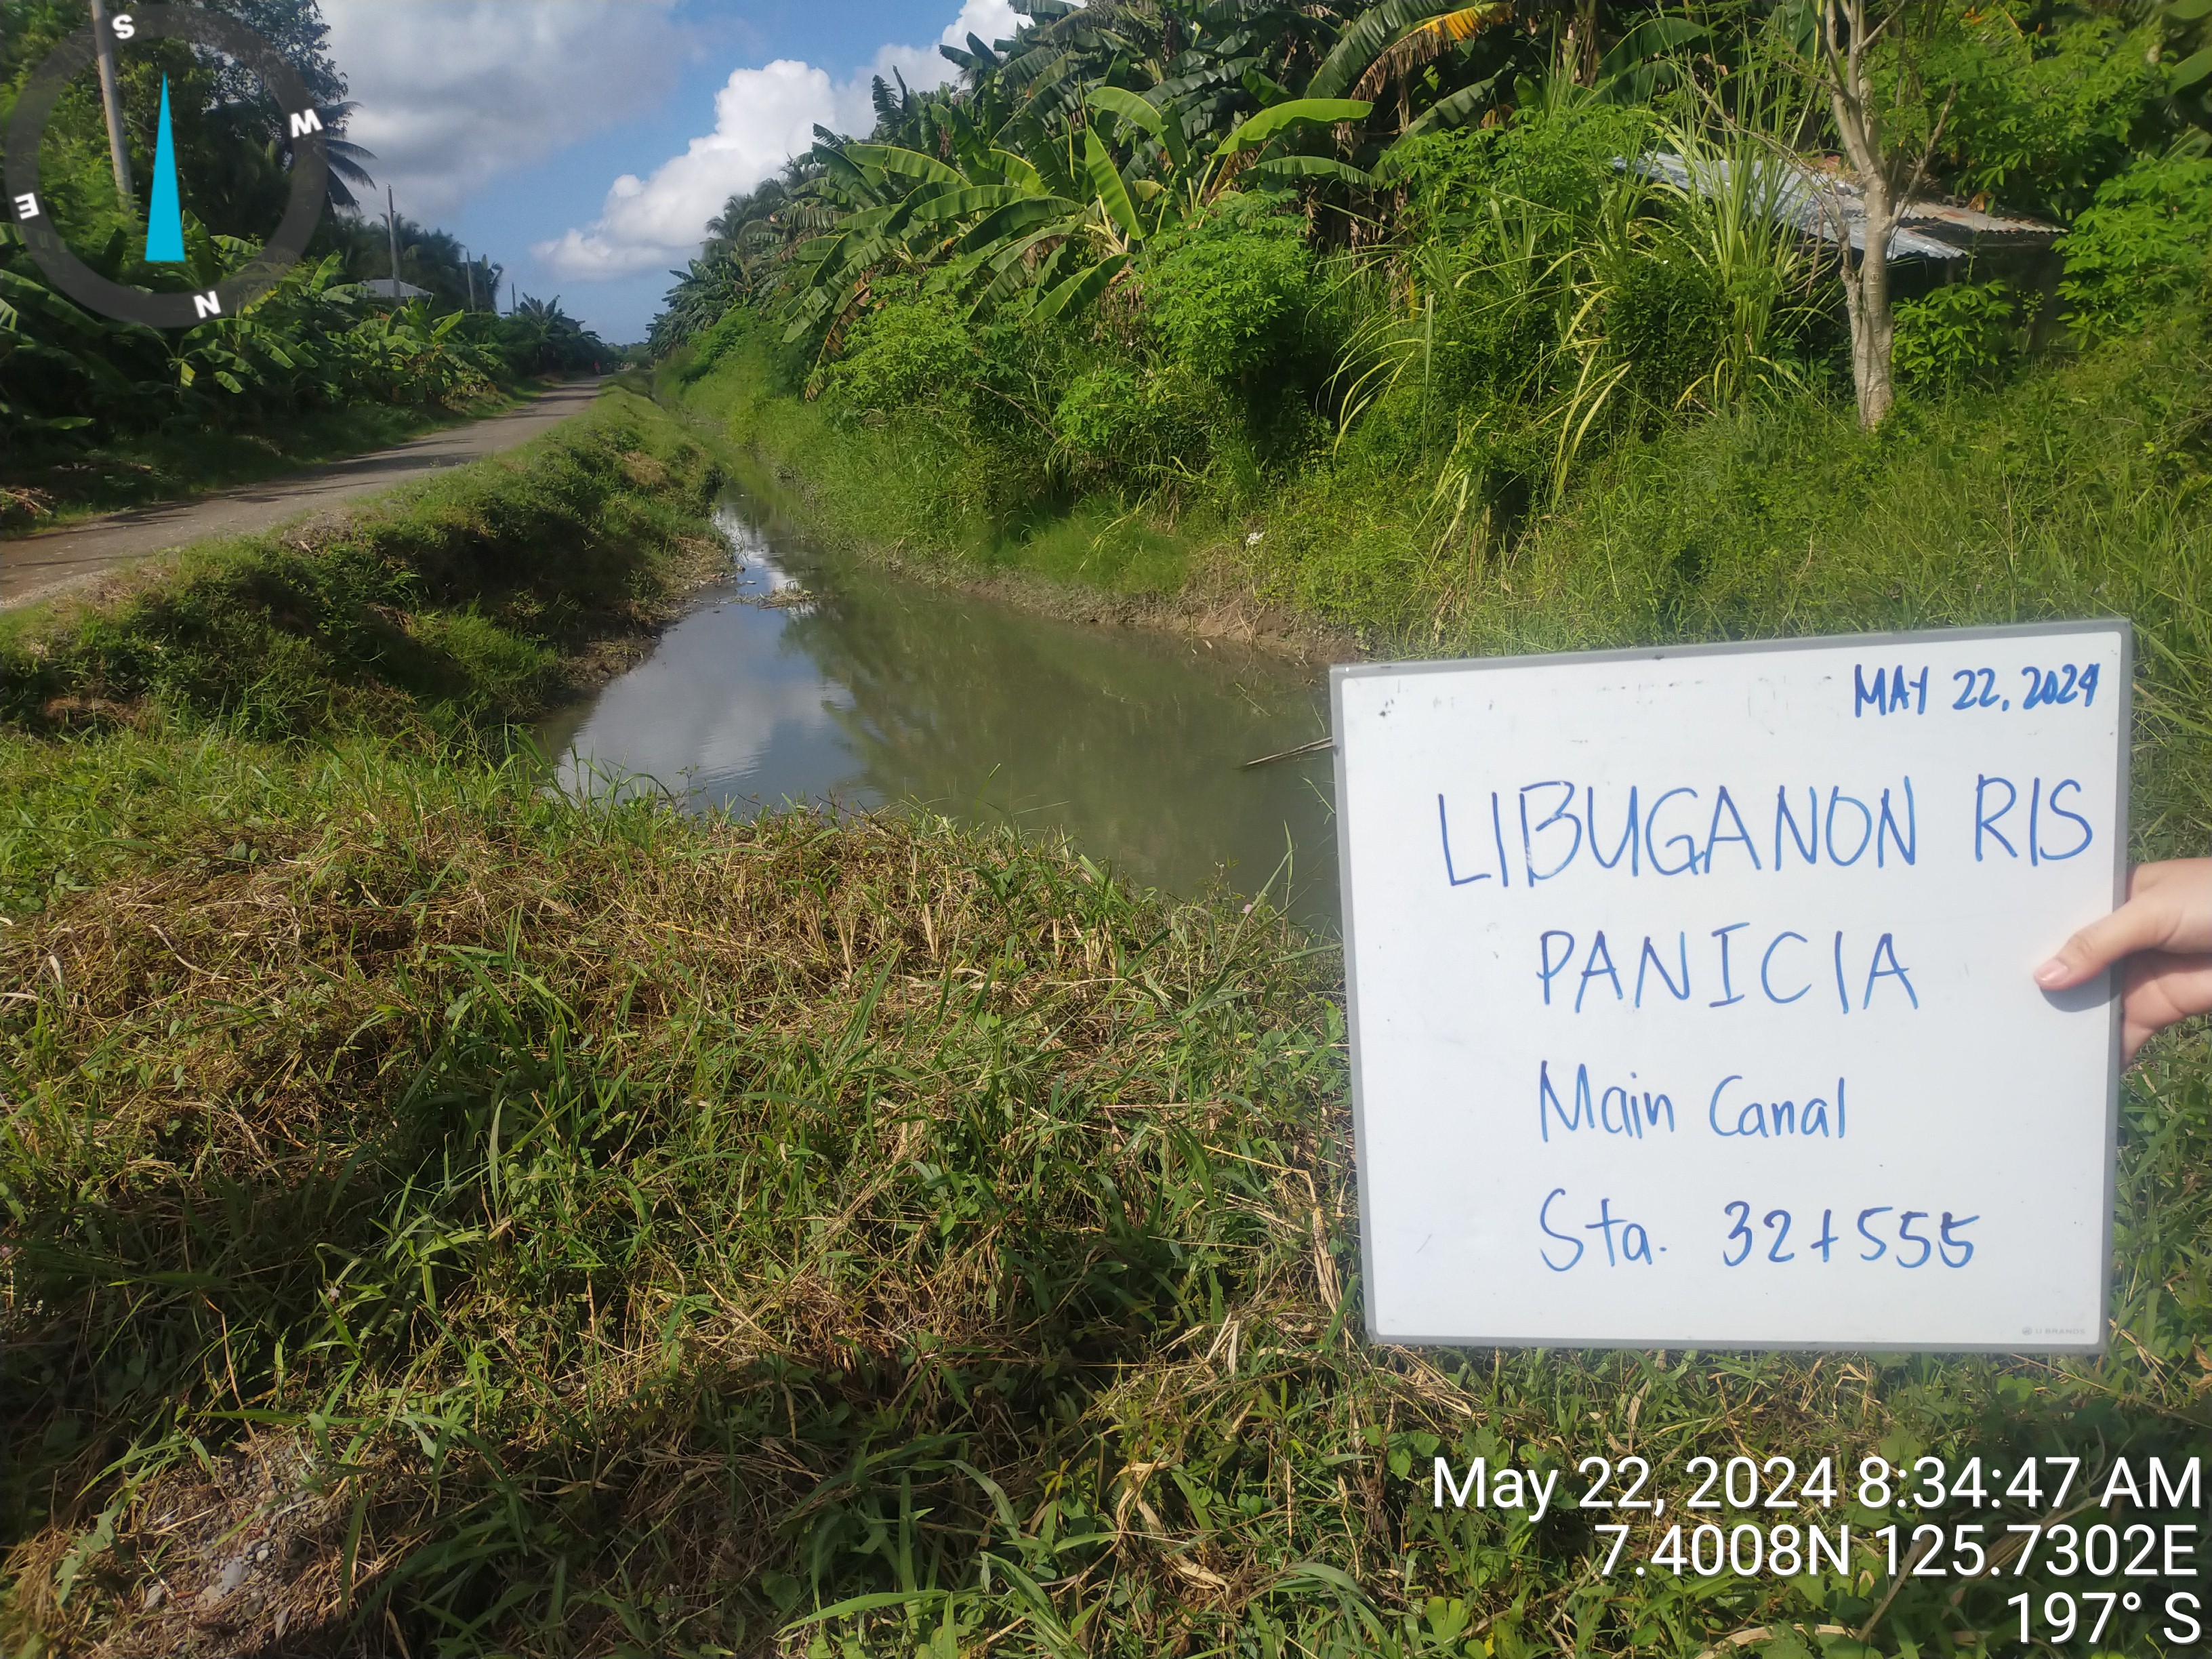 S
W
E
N
MAY 22, 2024
LIBUGANON RIS
PANICIA
Main Canal
Sta. 32+555
U BRANDS
May 22, 2024 8:34:47 AM
7.4008N 125.7302E
197° S